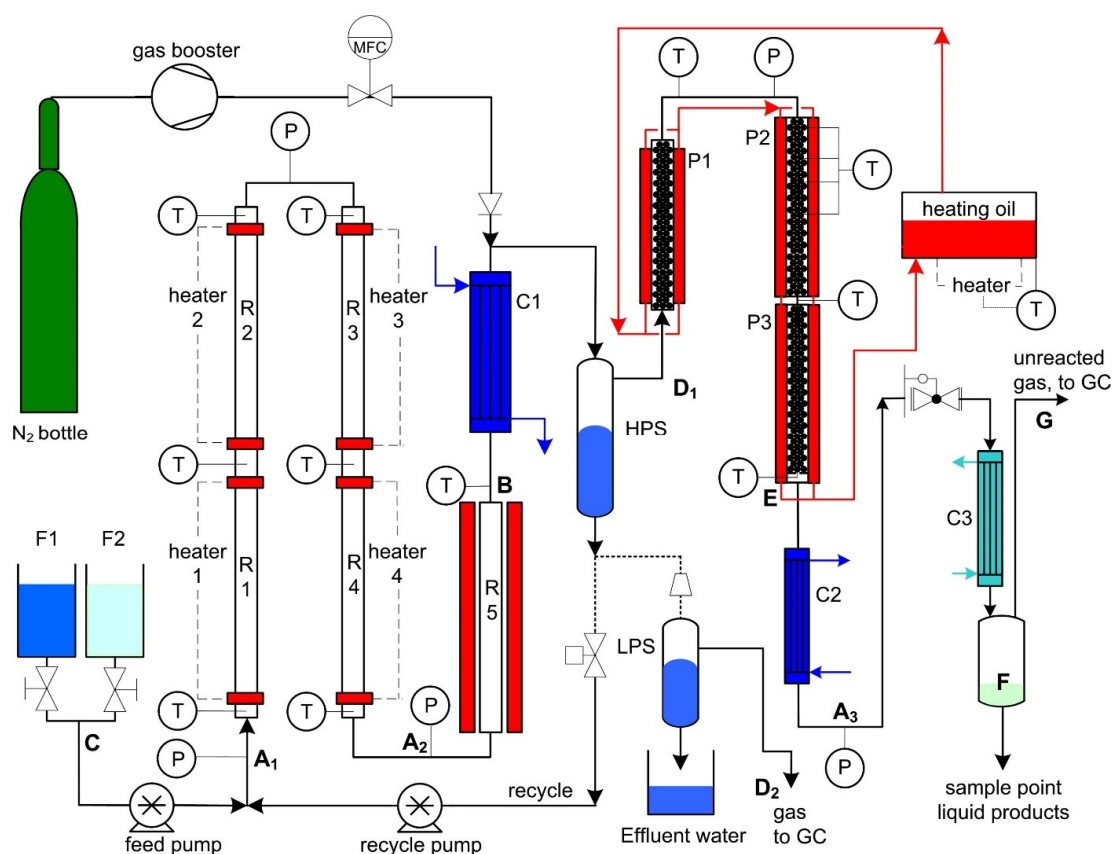 gas booster
MFC
N2 bottle
P
T
T
T
T
T
T
heater
2
R
2
R
3
heater
3
heater
1
R
1
R
4
heater
4
F1
F2
C
P
A1
A2
P
feed pump
recycle pump
recycle
C1
T
B
R
5
HPS
LPS
Effluent water
D1
D2
gas
to GC
T
P
P1
P2
T
T
P3
T
E
C2
A3
P
heating oil
heater
T
unreacted
gas, to GC
G
C3
F
sample point
liquid products